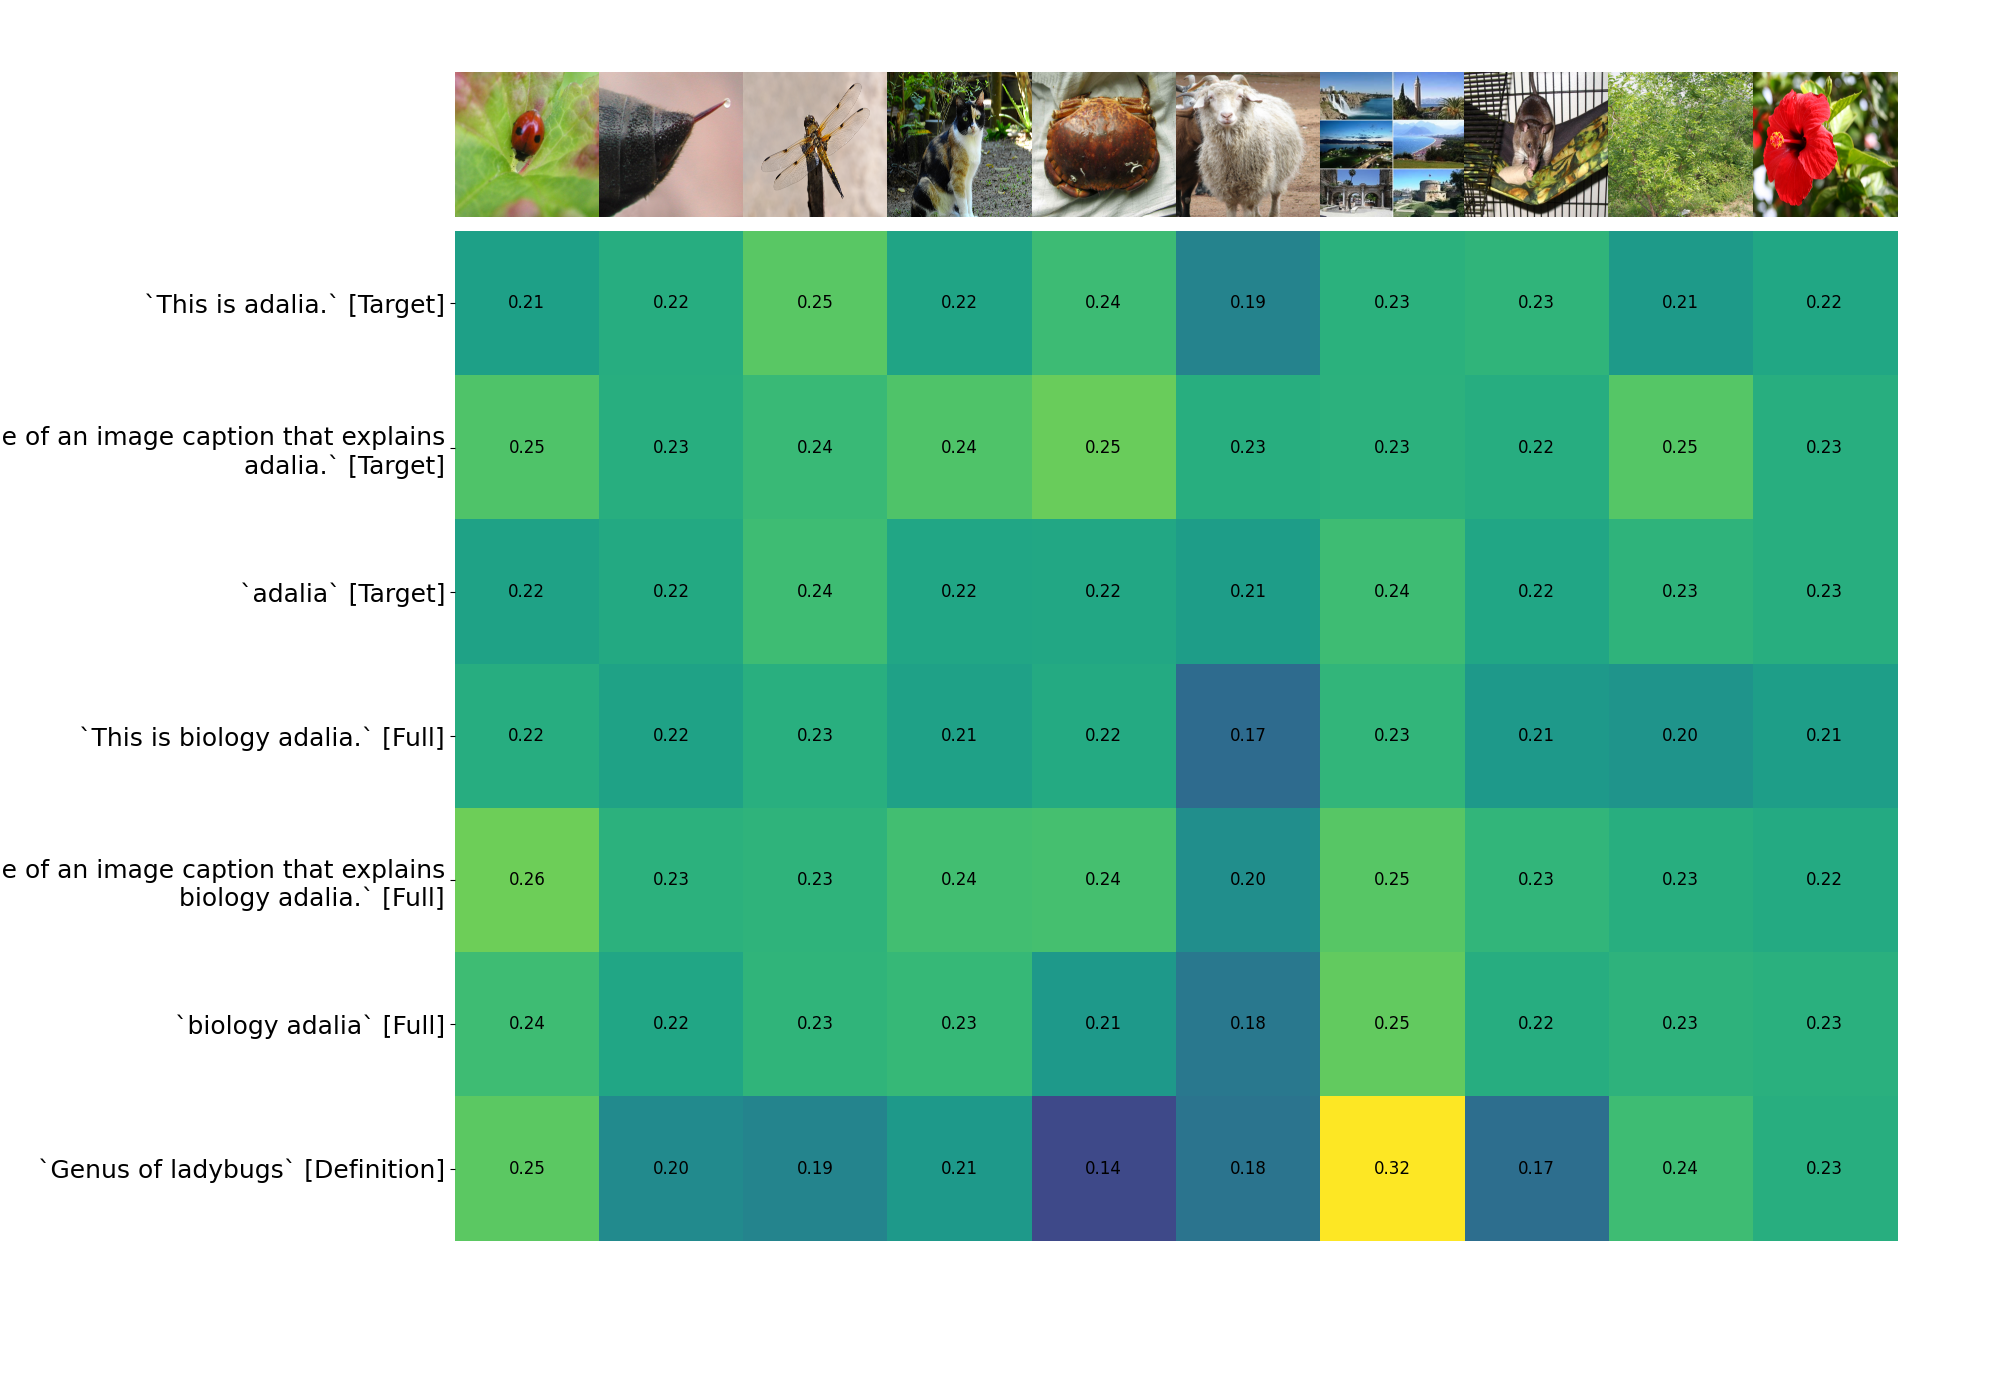 `This is adalia.` [Target]
0.21 0.22 0.25 0.22 0.24 0.19 0.23 0.23 0.21 0.22
e of an image caption that explains
adalia.` [Target]
0.25 0.23 0.24 0.24 0.25 0.23 0.23 0.22 0.25 0.23
`adalia` [Target]
0.22 0.22 0.24 0.22 0.22 0.21 0.24 0.22 0.23 0.23
`This is biology adalia.` [Full]
0.22 0.22 0.23 0.21 0.22 0.17 0.23 0.21 0.20 0.21
e of an image caption that explains
biology adalia.` [Full]
0.26 0.23 0.23 0.24 0.24 0.20 0.25 0.23 0.23 0.22
`biology adalia` [Full]
0.24 0.22 0.23 0.23 0.21 0.18 0.25 0.22 0.23 0.23
`Genus of ladybugs` [Definition]
0.25 0.20 0.19 0.21 0.14 0.18 0.32 0.17 0.24 0.23